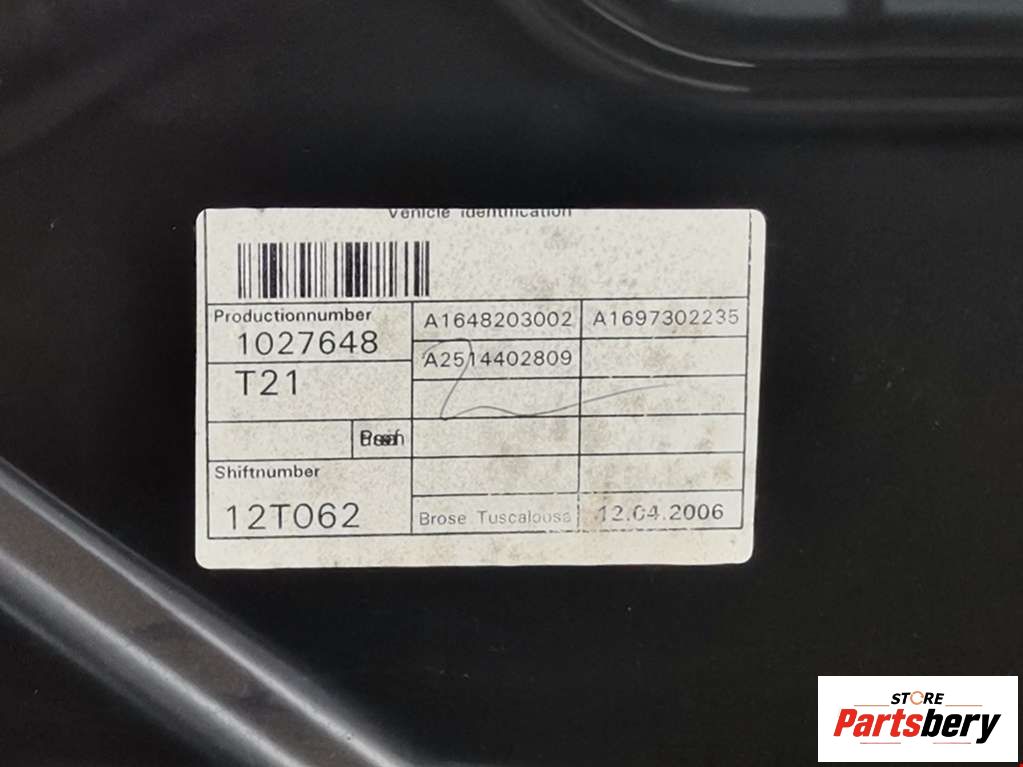 Vehicle Identification
Productionnumber
1027648
T21
A1648203002
A1697302235
A2514402809
Shiftnumber
12T062
Brose Tuscaloosa
12.04.2006
STORE
Partsbery